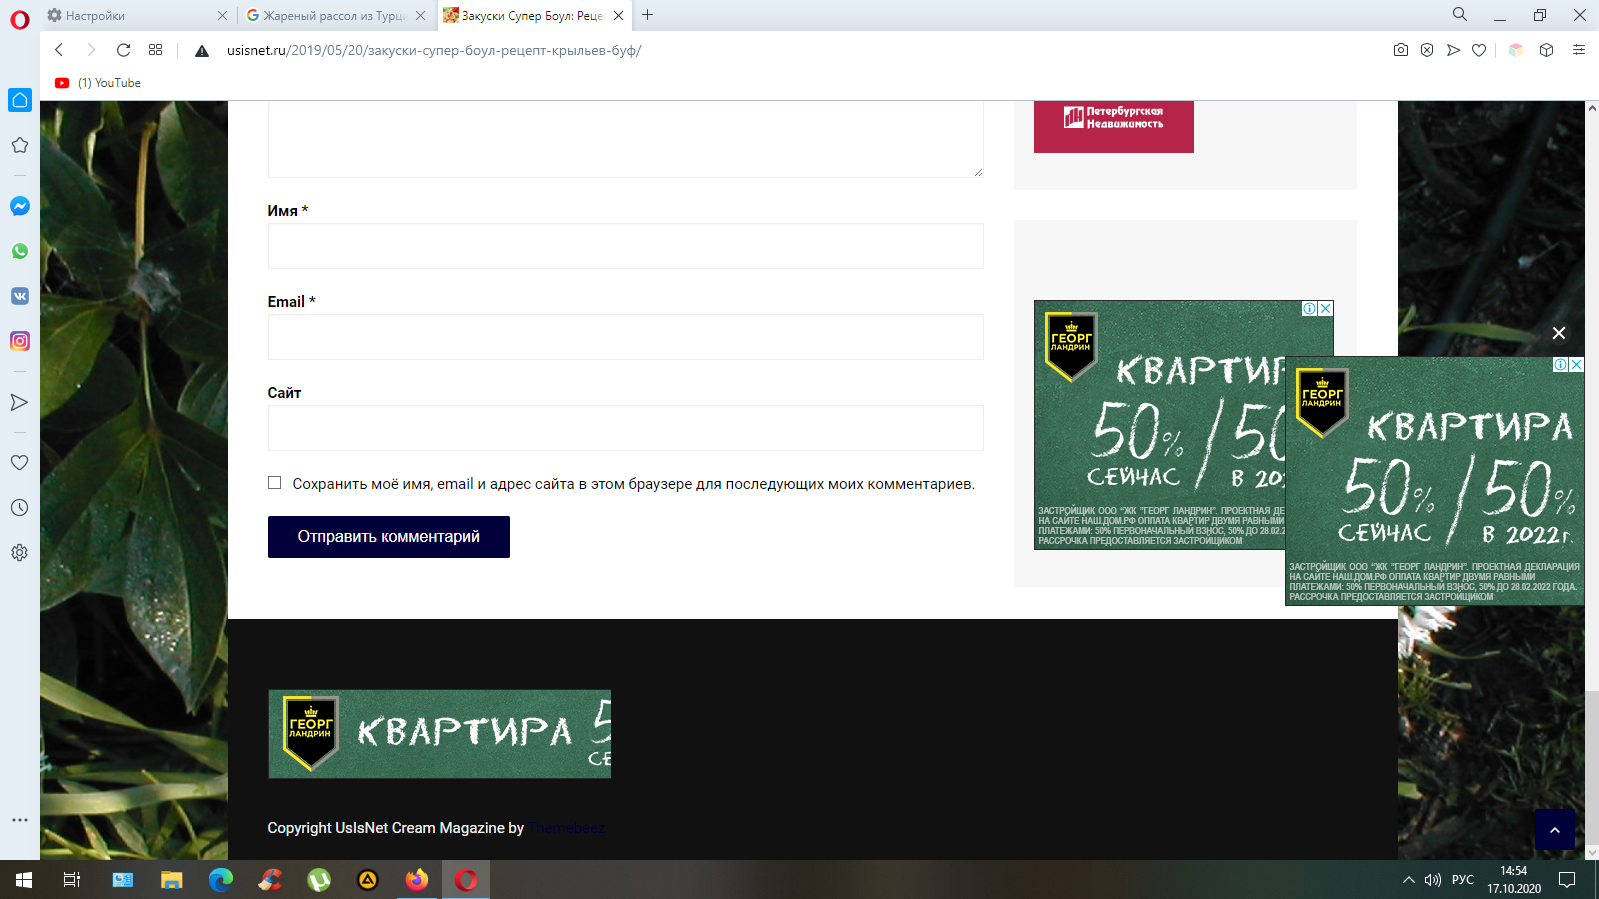 Настройки
Жареный рассол из Турци
Закуски Супер Боул: Реце
usisnet.ru/2019/05/20/закуски-супер-боул-рецепт-крыльев-буф/
(1) YouTube
Петербургская
Недвижимость
Имя *
Email *
Сайт
Сохранить моё имя, email и адрес сайта в этом браузере для последующих моих комментариев.
Отправить комментарий
ГЕОРГ
ЛАНДРИН
КВАРТИР
50% / 50
СЕЙЧАС В 202
ЗАСТРОЙЩИК ООО "ЖК "ГЕОРГ ЛАНДРИН". ПРОЕКТНАЯ ДЕ
НА САЙТЕ НАШ.ДОМ.РФ ОПЛАТА КВАРТИР ДВУМЯ РАВНЫМИ
ПЛАТЕЖАМИ: 50% ПЕРВОНАЧАЛЬНЫЙ ВЗНОС, 50% ДО 28.02.2
РАССРОЧКА ПРЕДОСТАВЛЯЕТСЯ ЗАСТРОЙЩИКОМ
ГЕОРГ
ЛАНДРИН
КВАРТИРА
50% / 50%
СЕЙЧАС В 2022г.
ЗАСТРОЙЩИК ООО "ЖК "ГЕОРГ ЛАНДРИН". ПРОЕКТНАЯ ДЕКЛАРАЦИЯ
НА САЙТЕ НАШ.ДОМ.РФ ОПЛАТА КВАРТИР ДВУМЯ РАВНЫМИ
ПЛАТЕЖАМИ: 50% ПЕРВОНАЧАЛЬНЫЙ ВЗНОС, 50% ДО 28.02.2022 ГОДА.
РАССРОЧКА ПРЕДОСТАВЛЯЕТСЯ ЗАСТРОЙЩИКОМ
ГЕОРГ
ЛАНДРИН
КВАРТИРА 5
СЕ
Copyright UsIsNet Cream Magazine by Themebeez
РУС
14:54
17.10.2020